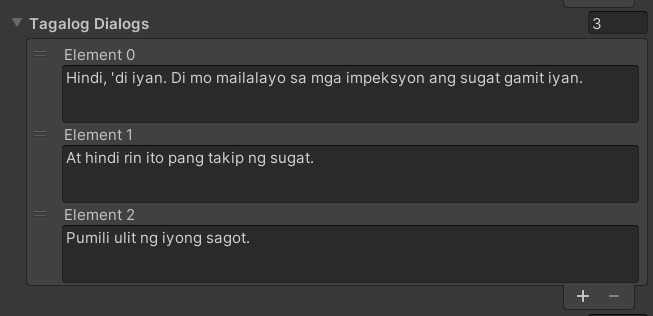 Tagalog Dialogs 3
Element 0
Hindi, 'di iyan. Di mo mailalayo sa mga impeksyon ang sugat gamit iyan.
Element 1
At hindi rin ito pang takip ng sugat.
Element 2
Pumili ulit ng iyong sagot.
+ −